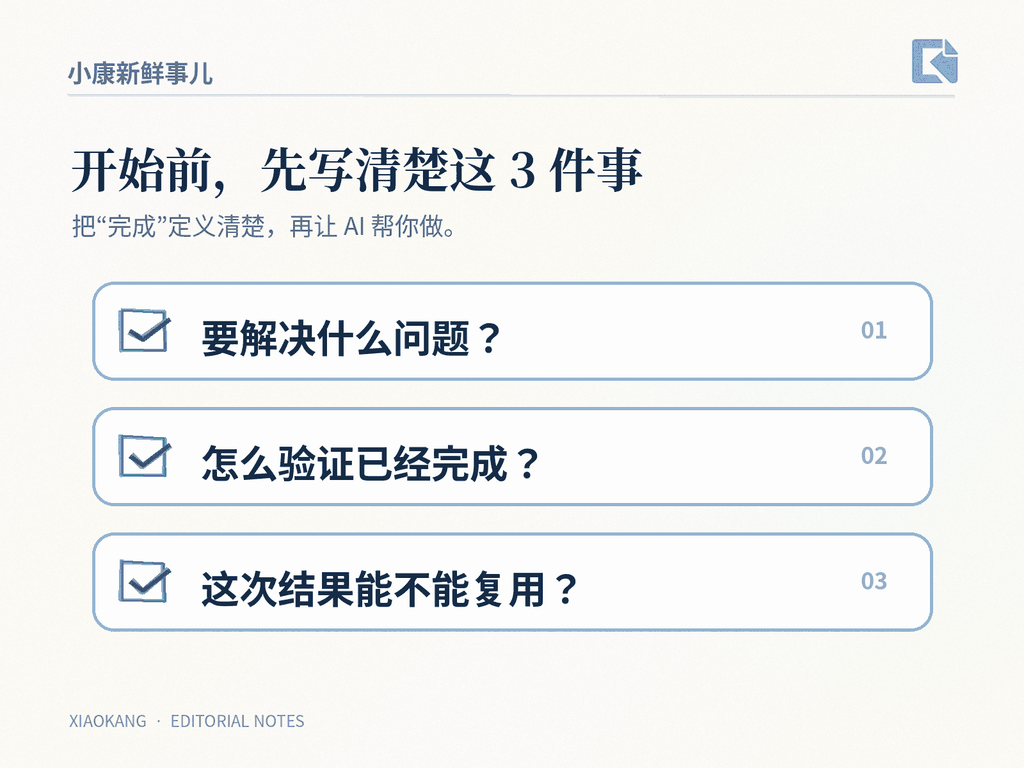 小康新鲜事儿
开始前，先写清楚这 3 件事
把“完成”定义清楚，再让 AI 帮你做。
要解决什么问题？
01
怎么验证已经完成？
02
这次结果能不能复用？
03
XIAOKANG · EDITORIAL NOTES